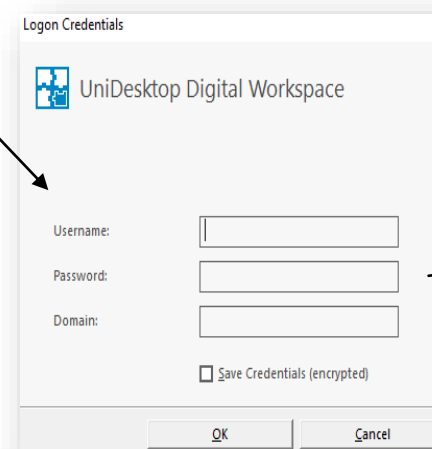 Logon Credentials
UniDesktop Digital Workspace
Username:
Password:
Domain:
Save Credentials (encrypted)
OK
Cancel